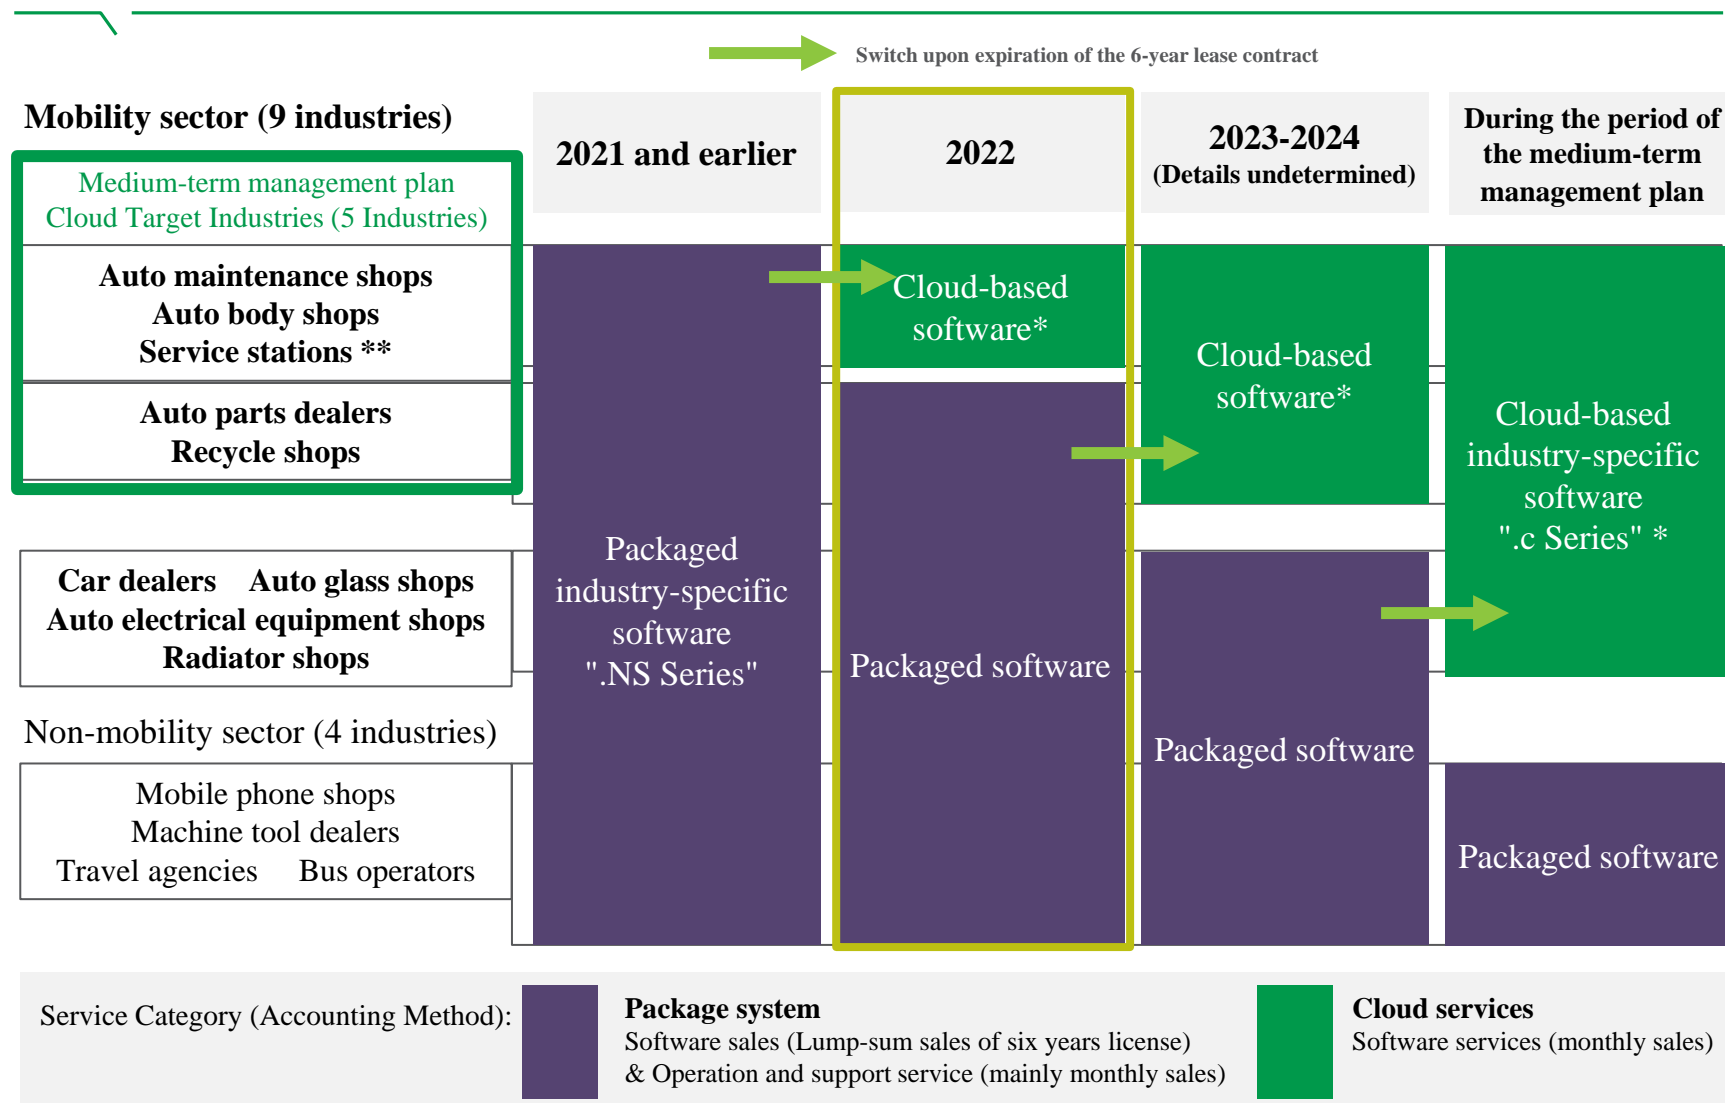 Switch upon expiration of the 6-year lease contract
Mobility sector (9 industries)
2021 and earlier
2022
2023-2024
(Details undetermined)
During the period of
the medium-term
management plan
Medium-term management plan
Cloud Target Industries (5 Industries)
Auto maintenance shops
Auto body shops
Service stations **
Auto parts dealers
Recycle shops
Car dealers Auto glass shops
Auto electrical equipment shops
Radiator shops
Non-mobility sector (4 industries)
Mobile phone shops
Machine tool dealers
Travel agencies Bus operators
Packaged
industry-specific
software
".NS Series"
Cloud-based
software*
Packaged software
Cloud-based
software*
Packaged software
Cloud-based
industry-specific
software
".c Series" *
Packaged software
Service Category (Accounting Method):
Package system
Software sales (Lump-sum sales of six years license)
& Operation and support service (mainly monthly sales)
Cloud services
Software services (monthly sales)